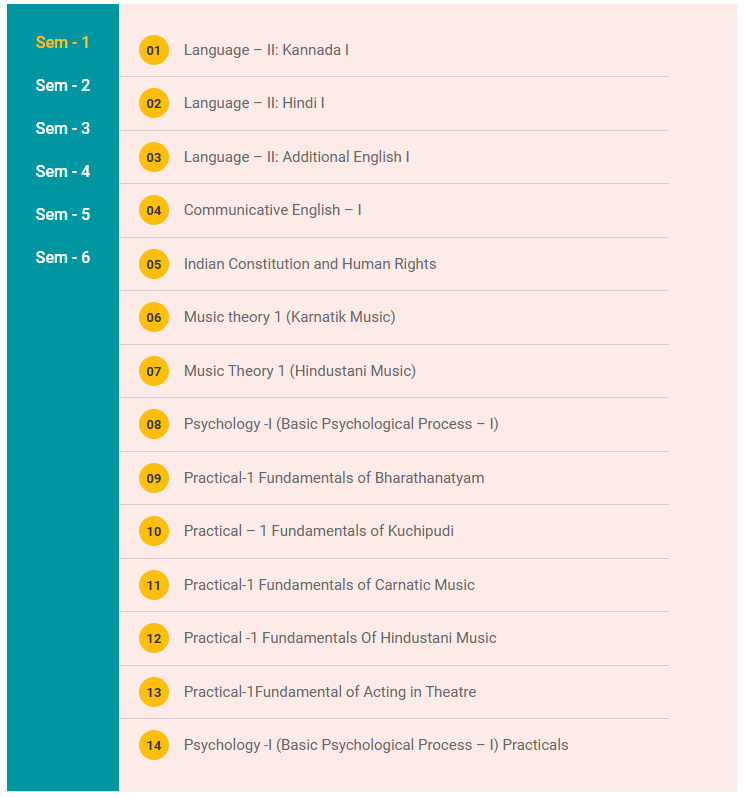 Sem - 1
Sem - 2
Sem - 3
Sem - 4
Sem - 5
Sem - 6
01 Language – II: Kannada I
02 Language – II: Hindi I
03 Language – II: Additional English I
04 Communicative English – I
05 Indian Constitution and Human Rights
06 Music theory 1 (Karnatik Music)
07 Music Theory 1 (Hindustani Music)
08 Psychology -I (Basic Psychological Process – I)
09 Practical-1 Fundamentals of Bharathanatyam
10 Practical – 1 Fundamentals of Kuchipudi
11 Practical-1 Fundamentals of Carnatic Music
12 Practical -1 Fundamentals Of Hindustani Music
13 Practical-1Fundamental of Acting in Theatre
14 Psychology -I (Basic Psychological Process – I) Practicals